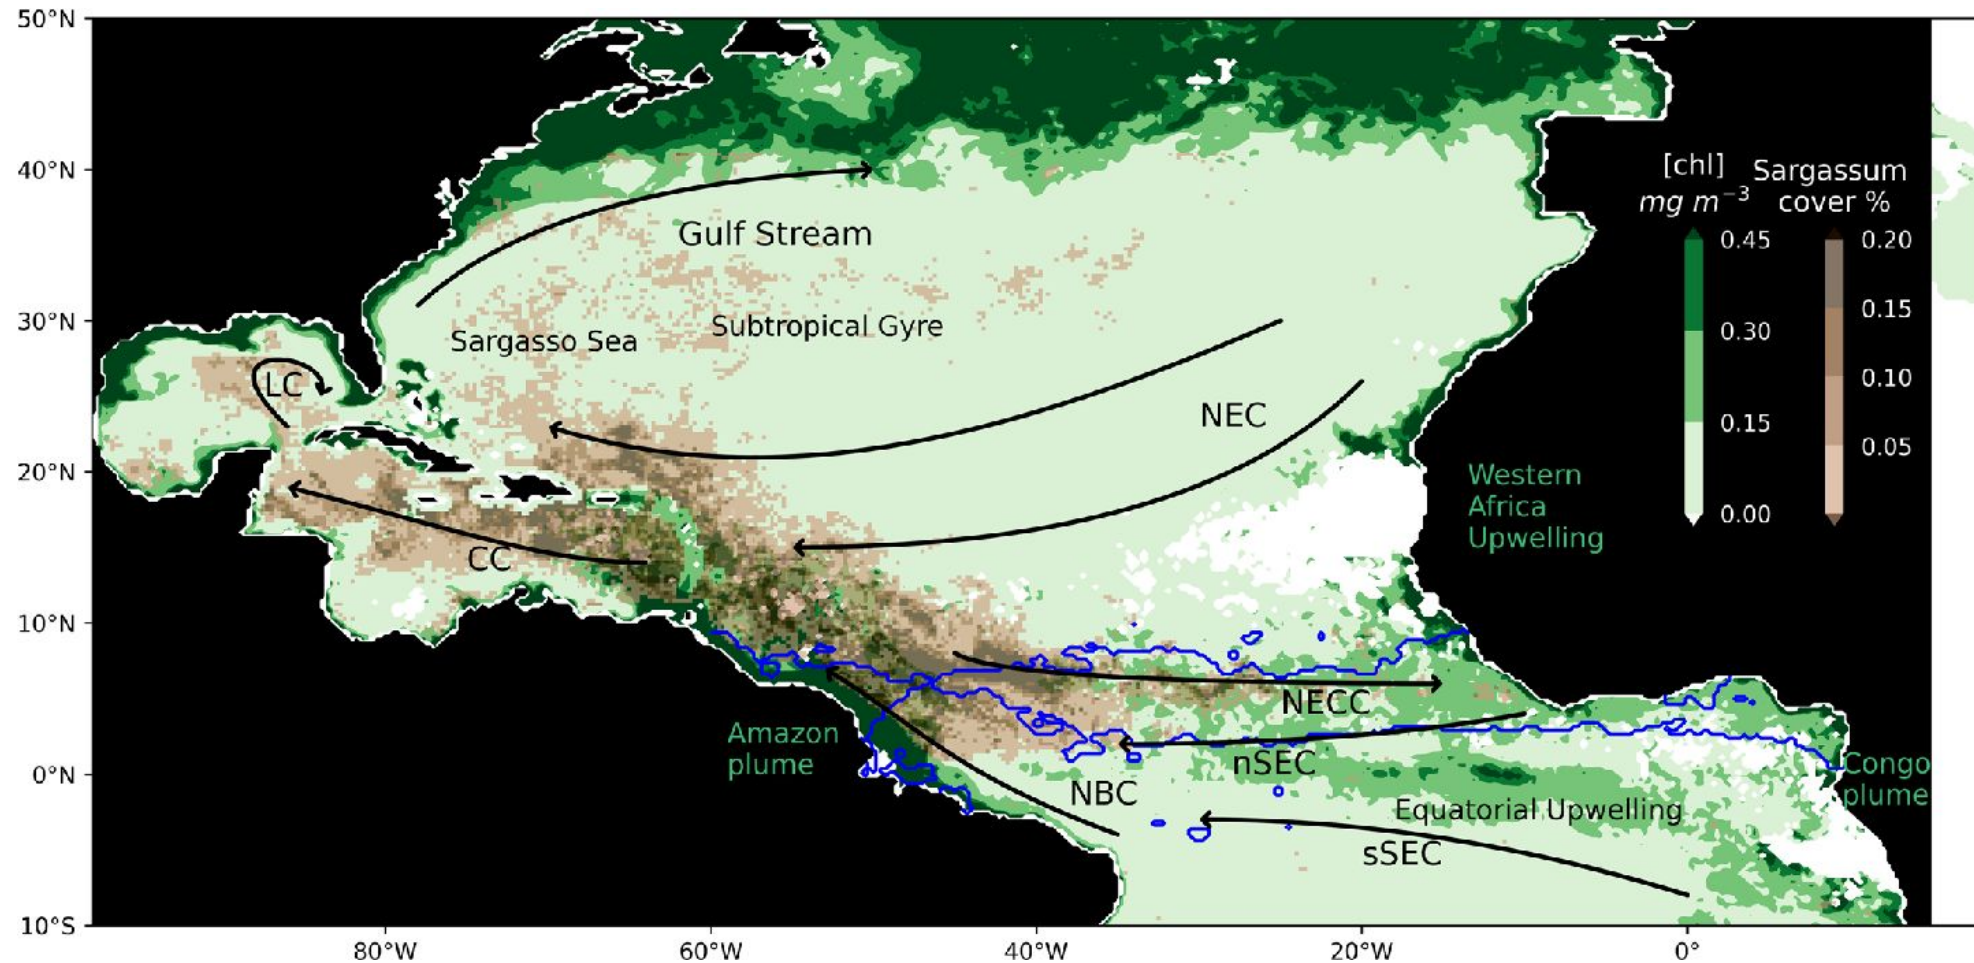 50°N
40°N
30°N
20°N
10°N
0°N
10°S
80°W
60°W
40°W
20°W
0°
Gulf Stream
Sargasso Sea
Subtropical Gyre
LC
NEC
CC
NECC
nSEC
NBC
Equatorial Upwelling
sSEC
Amazon
plume
Western
Africa
Upwelling
Congo
plume
[chl]
mg m⁻³
0.45
0.30
0.15
0.00
Sargassum
cover %
0.20
0.15
0.10
0.05